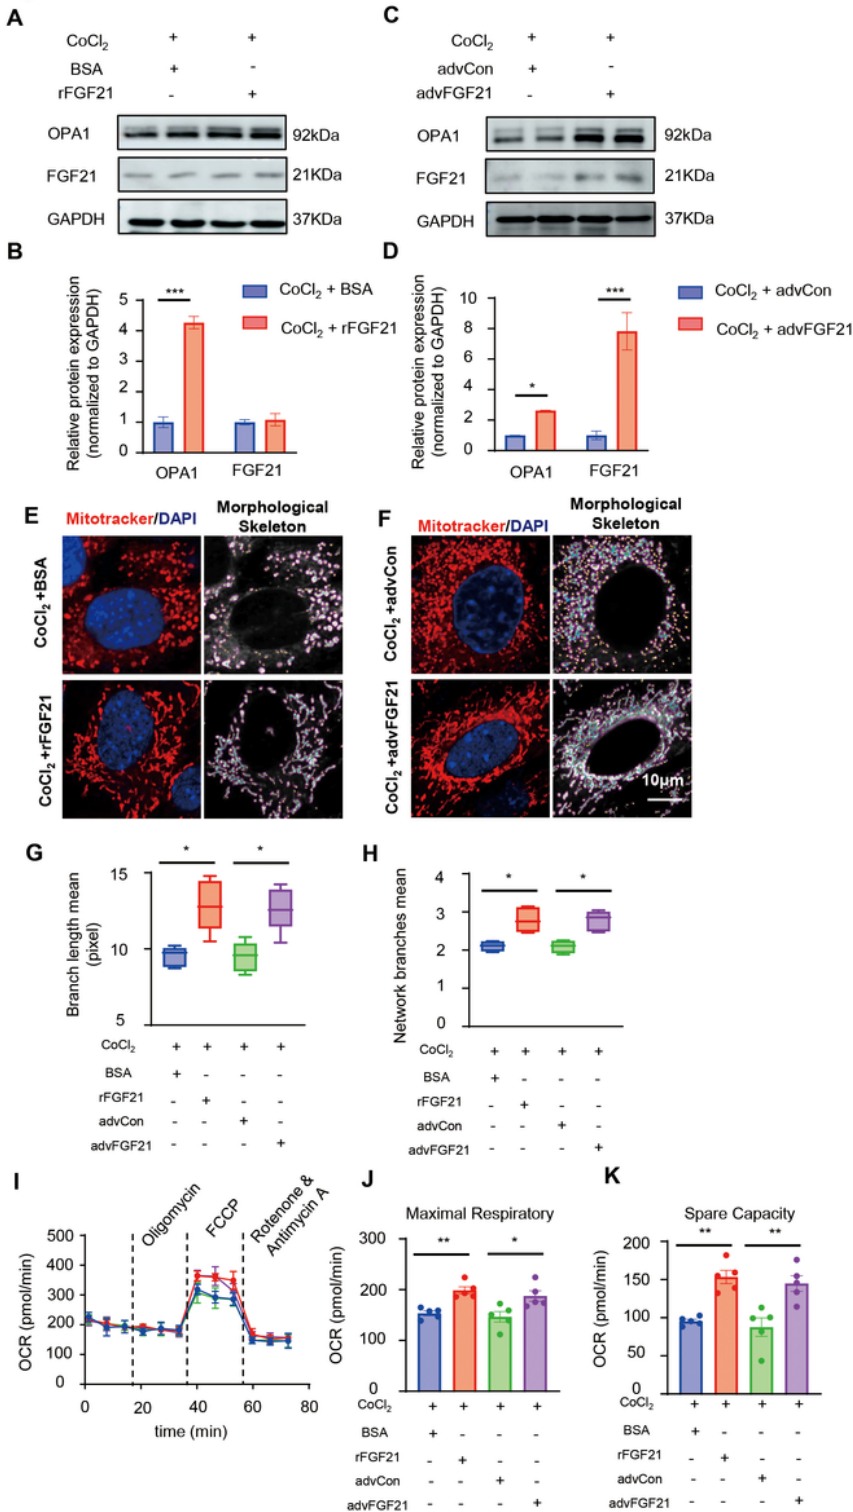 A
CoCl2 + +
BSA + -
rFGF21 - +
OPA1 92kDa
FGF21 21KDa
GAPDH 37KDa
C
CoCl2 + +
advCon + -
advFGF21 - +
OPA1 92kDa
FGF21 21KDa
GAPDH 37KDa
B
Relative protein expression
(normalized to GAPDH)
5
4
3
2
1
0
***
OPA1 FGF21
CoCl2 + BSA
CoCl2 + rFGF21
D
Relative protein expression
(normalized to GAPDH)
10
8
6
4
2
0
* ***
OPA1 FGF21
CoCl2 + advCon
CoCl2 + advFGF21
E
Mitotracker/DAPI
Morphological
Skeleton
CoCl2 +BSA
CoCl2 +rFGF21
F
Mitotracker/DAPI
Morphological
Skeleton
CoCl2 +advCon
CoCl2 +advFGF21
10μm
G
Branch length mean
(pixel)
15
10
5
* *
CoCl2 + + + +
BSA + - - -
rFGF21 - + - -
advCon - - + -
advFGF21 - - - +
H
Network branches mean
4
3
2
1
0
* *
CoCl2 + + + +
BSA + - - -
rFGF21 - + - -
advCon - - + -
advFGF21 - - - +
I
Oligomycin
FCCP
Rotenone &
Antimycin A
OCR (pmol/min)
500
400
300
200
100
0
0 20 40 60 80
time (min)
J
Maximal Respiratory
OCR (pmol/min)
300
200
100
0
** *
CoCl2 + + + +
BSA + - - -
rFGF21 - + - -
advCon - - + -
advFGF21 - - - +
K
Spare Capacity
OCR (pmol/min)
200
150
100
50
0
** **
CoCl2 + + + +
BSA + - - -
rFGF21 - + - -
advCon - - + -
advFGF21 - - - +